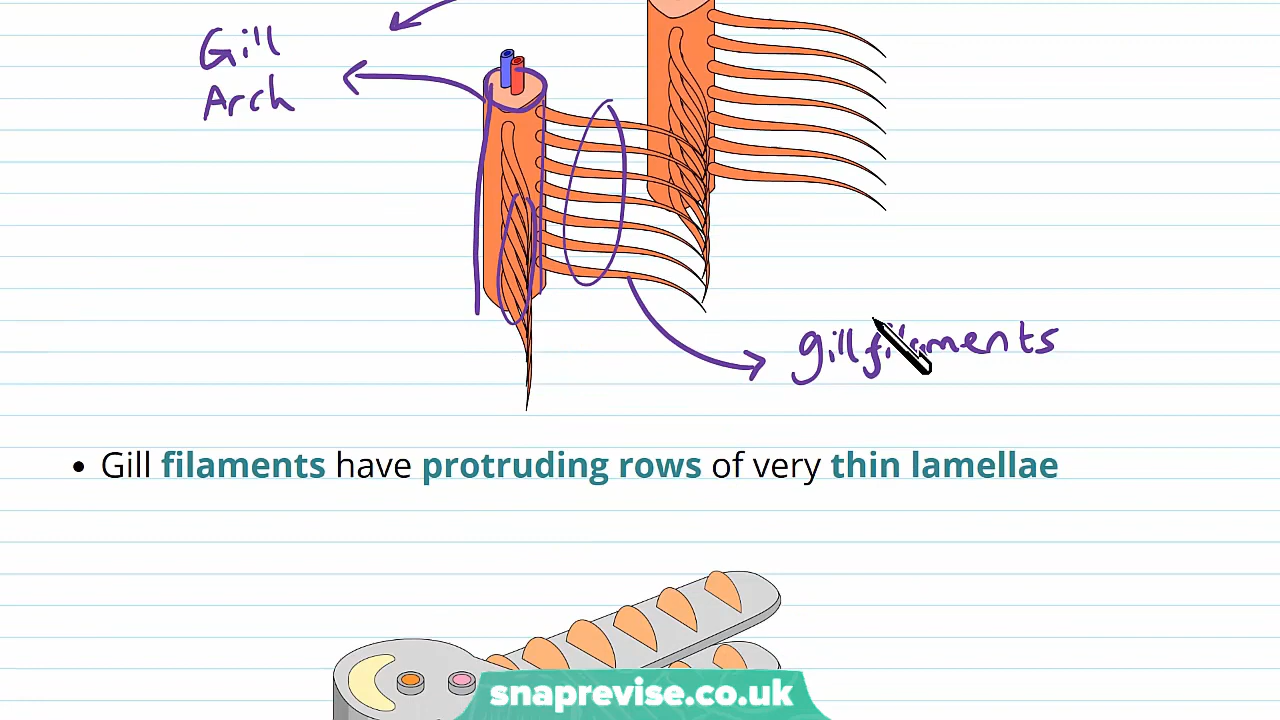 Gill
Arch
gill filaments
• Gill filaments have protruding rows of very thin lamellae
snaprevise.co.uk